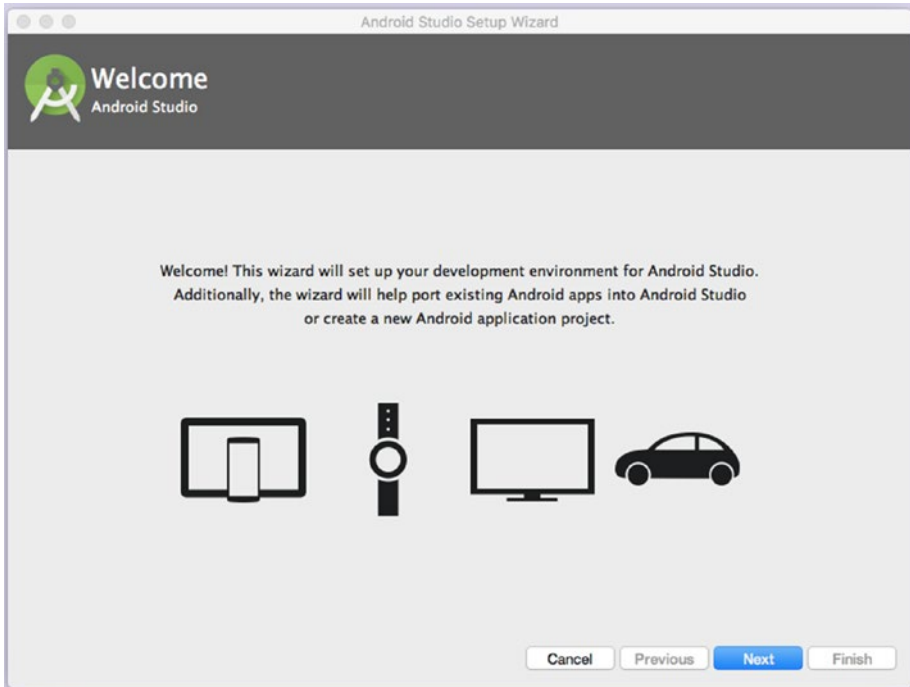 Android Studio Setup Wizard
Welcome
Android Studio
Welcome! This wizard will set up your development environment for Android Studio.
Additionally, the wizard will help port existing Android apps into Android Studio
or create a new Android application project.
Cancel Previous Next Finish